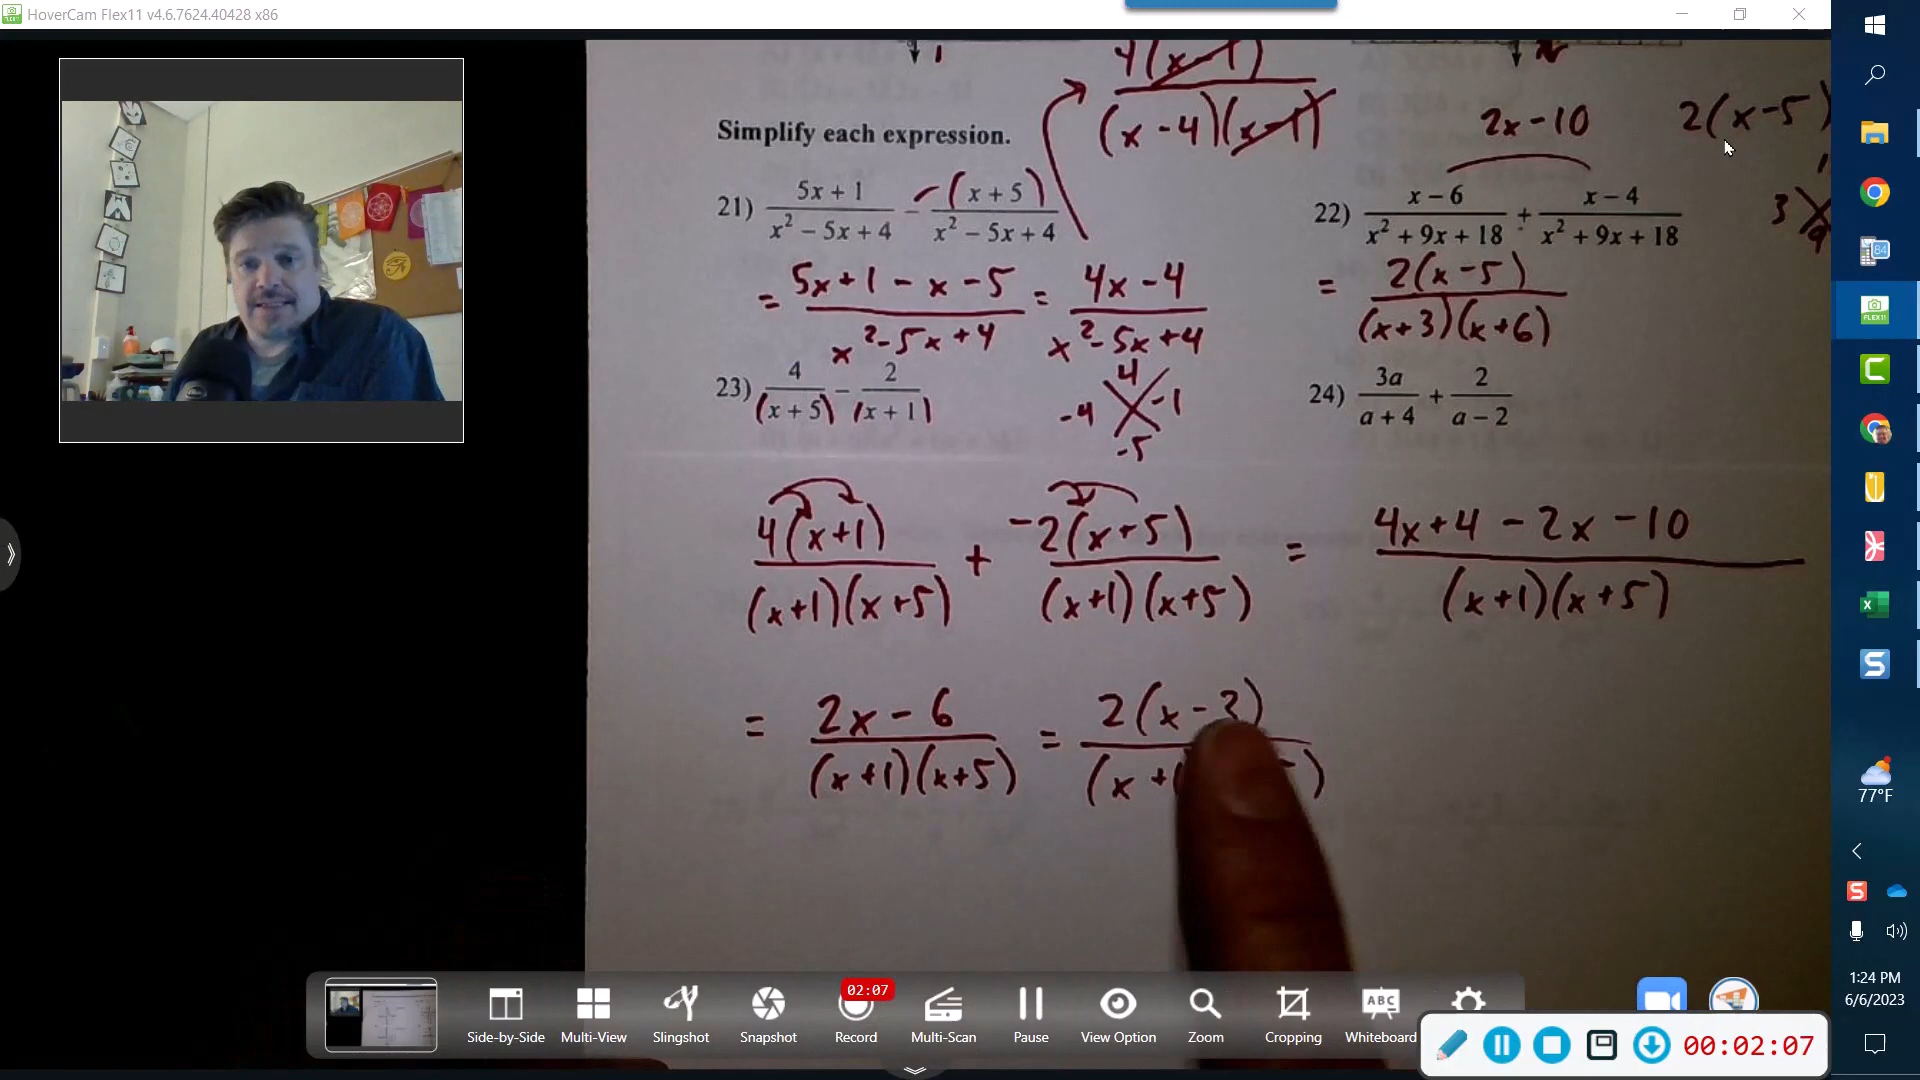 HoverCam Flex11 v4.6.7624.40428 x86
4(x-1)
(x-4)(x-1)
Simplify each expression.
21) 5x + 1 / x² - 5x + 4 - (x + 5) / x² - 5x + 4
= 5x+1-x-5 / x²-5x+4 = 4x-4 / x²-5x+4
4
-4 -1
-5
2x-10 2(x-5)
22) x - 6 / x² + 9x + 18 + x - 4 / x² + 9x + 18
3
= 2(x-5) / (x+3)(x+6)
23) 4 / (x + 5) - 2 / (x + 1)
24) 3a / a + 4 + 2 / a - 2
4(x+1) / (x+1)(x+5) + -2(x+5) / (x+1)(x+5) = 4x+4-2x-10 / (x+1)(x+5)
= 2x-6 / (x+1)(x+5) = 2(x-3) / (x+1 )
Side-by-Side Multi-View Slingshot Snapshot 02:07 Record Multi-Scan Pause View Option Zoom Cropping ABC Whiteboard
00:02:07
84
FLEX11
77°F
1:24 PM
6/6/2023